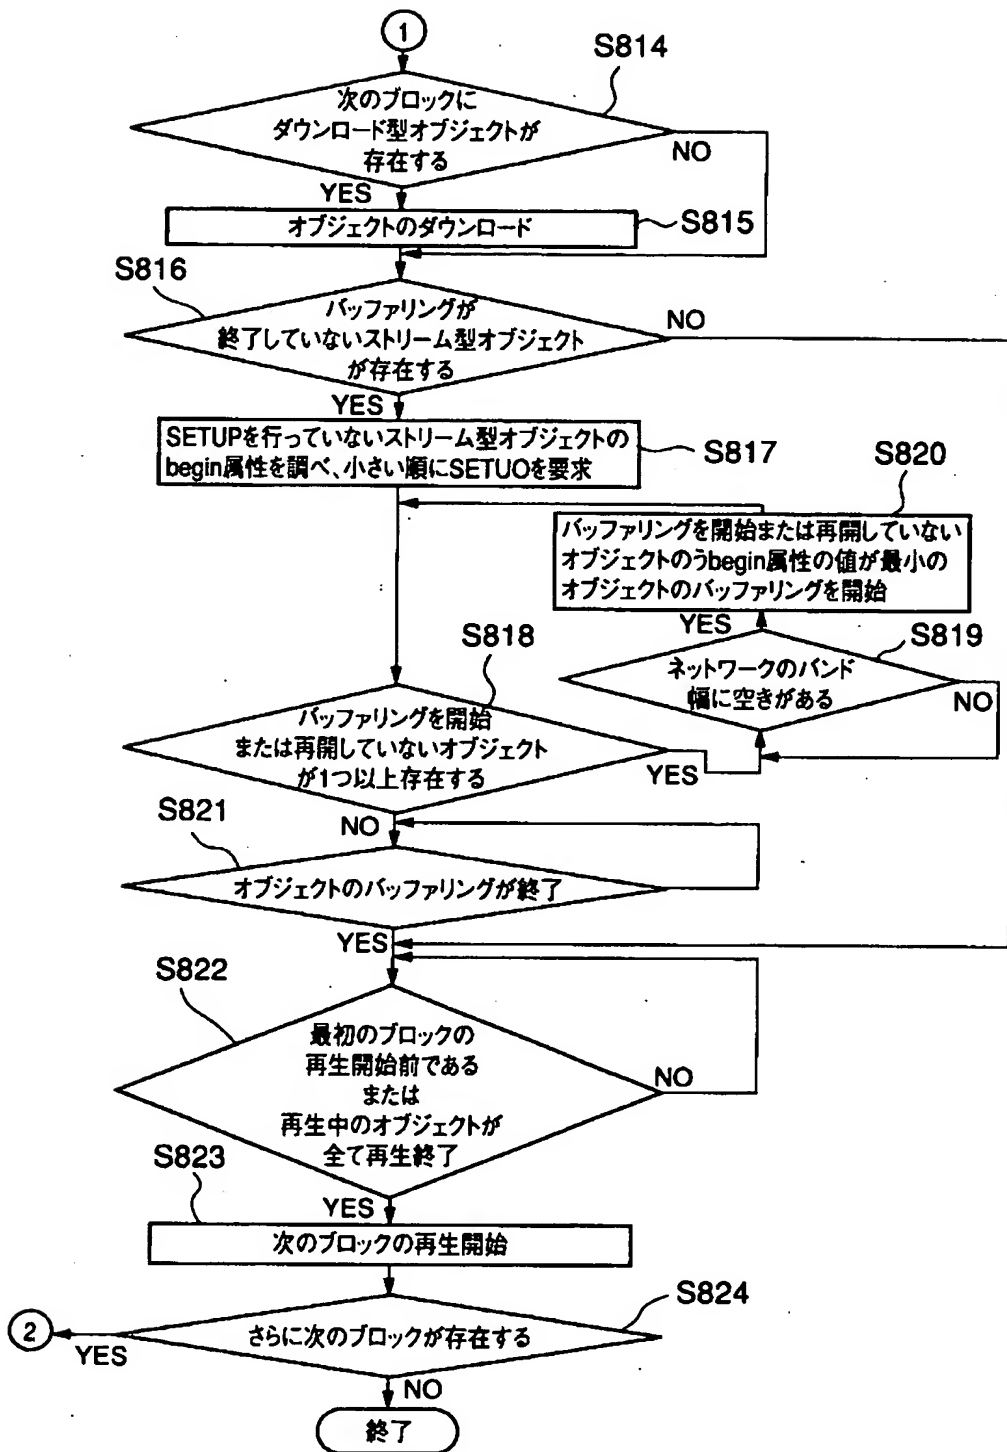 1
S814
次のブロックに
ダウンロード型オブジェクトが
存在する
NO
YES
オブジェクトのダウンロード
S815
S816
バッファリングが
終了していないストリーム型オブジェクト
が存在する
NO
YES
SETUPを行っていないストリーム型オブジェクトの
begin属性を調べ、小さい順にSETUOを要求
S817
S820
バッファリングを開始または再開していない
オブジェクトのうbegin属性の値が最小の
オブジェクトのバッファリングを開始
YES
S819
ネットワークのバンド
幅に空きがある
NO
S818
バッファリングを開始
または再開していないオブジェクト
が1つ以上存在する
YES
NO
S821
オブジェクトのバッファリングが終了
YES
S822
最初のブロックの
再生開始前である
または
再生中のオブジェクトが
全て再生終了
NO
YES
S823
次のブロックの再生開始
S824
さらに次のブロックが存在する
2
YES
NO
終了